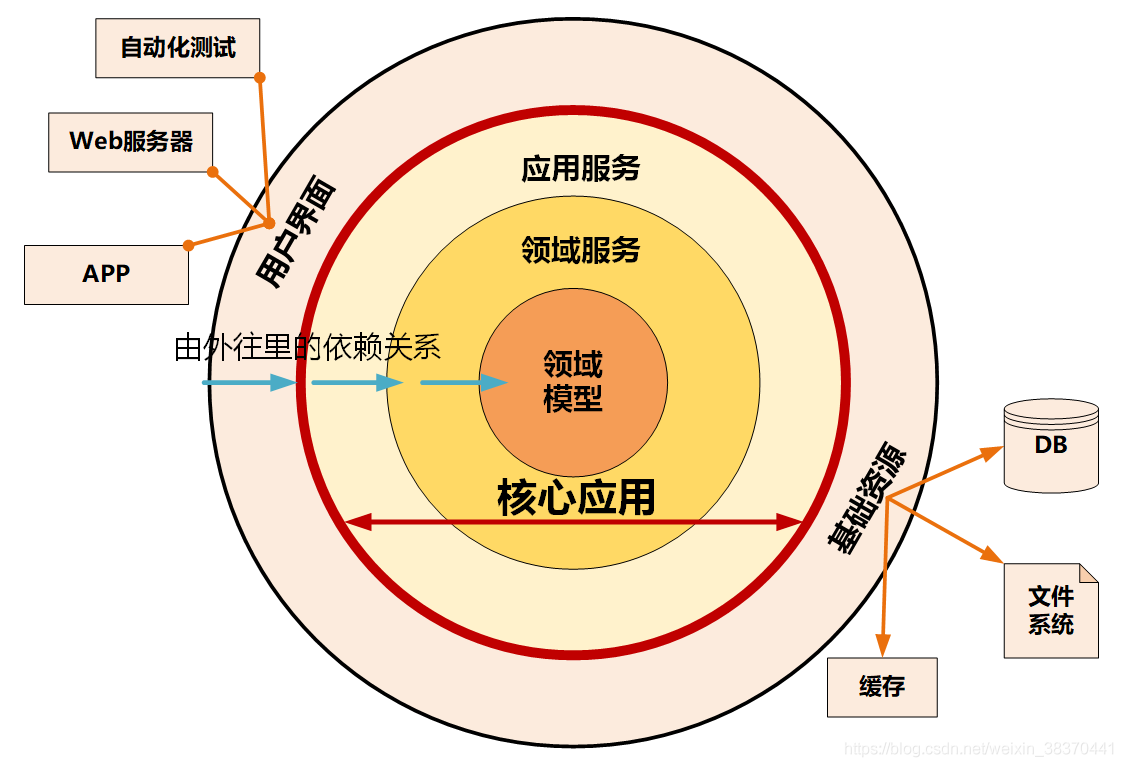 自动化测试
Web服务器
APP
用户界面
应用服务
领域服务
由外往里的依赖关系
领域
模型
核心应用
基础资源
DB
文件
系统
缓存
https://blog.csdn.net/weixin_38370441